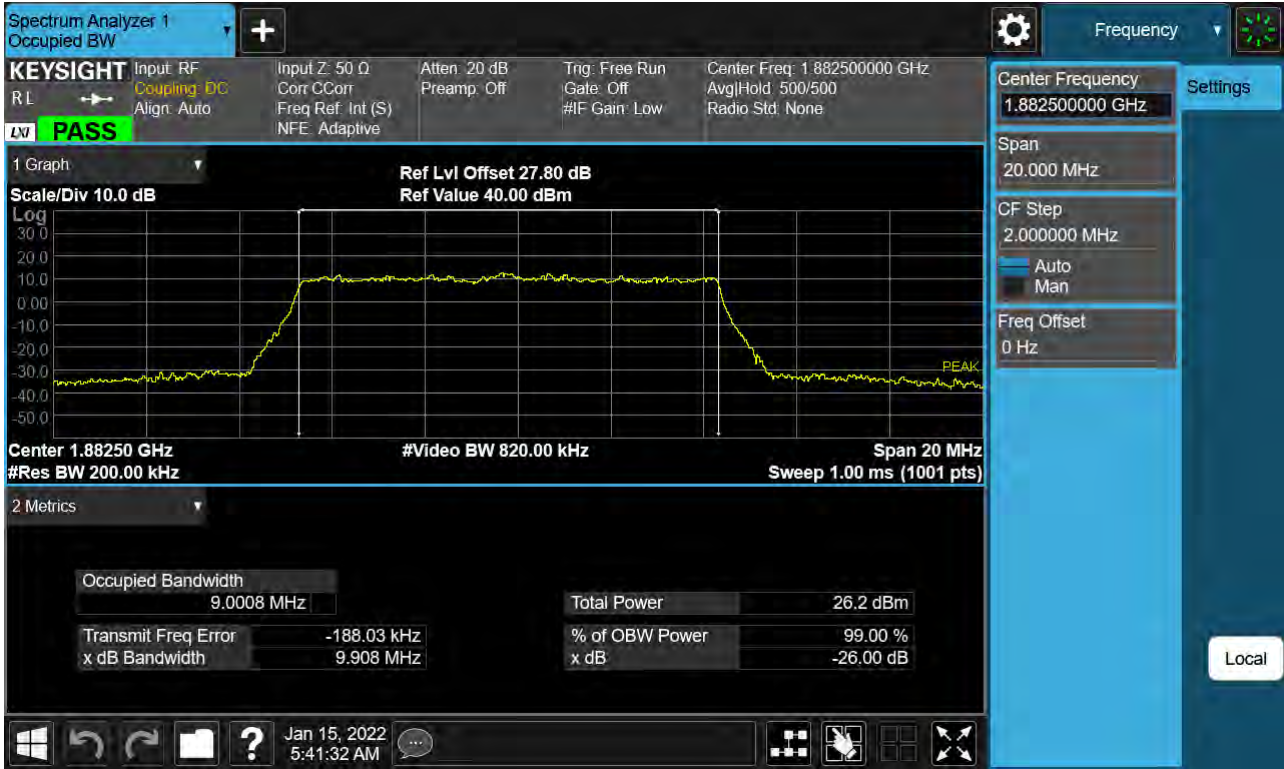 Spectrum Analyzer 1
Occupied BW
+
Frequency
KEYSIGHT
RL
LXI PASS
Input: RF
Coupling: DC
Align: Auto
Input Z: 50 Ω
Corr CCorr
Freq Ref: Int (S)
NFE: Adaptive
Atten: 20 dB
Preamp: Off
Trig: Free Run
Gate: Off
#IF Gain: Low
Center Freq: 1.882500000 GHz
Avg|Hold: 500/500
Radio Std: None
1 Graph
Scale/Div 10.0 dB
Ref Lvl Offset 27.80 dB
Ref Value 40.00 dBm
Log
30.0
20.0
10.0
0.00
-10.0
-20.0
-30.0
-40.0
-50.0
PEAK
Center 1.88250 GHz
#Video BW 820.00 kHz
Span 20 MHz
#Res BW 200.00 kHz
Sweep 1.00 ms (1001 pts)
2 Metrics
Occupied Bandwidth
9.0008 MHz
Total Power 26.2 dBm
Transmit Freq Error -188.03 kHz
% of OBW Power 99.00 %
x dB Bandwidth 9.908 MHz
x dB -26.00 dB
Center Frequency
1.882500000 GHz
Settings
Span
20.000 MHz
CF Step
2.000000 MHz
Auto
Man
Freq Offset
0 Hz
Local
?
Jan 15, 2022
5:41:32 AM